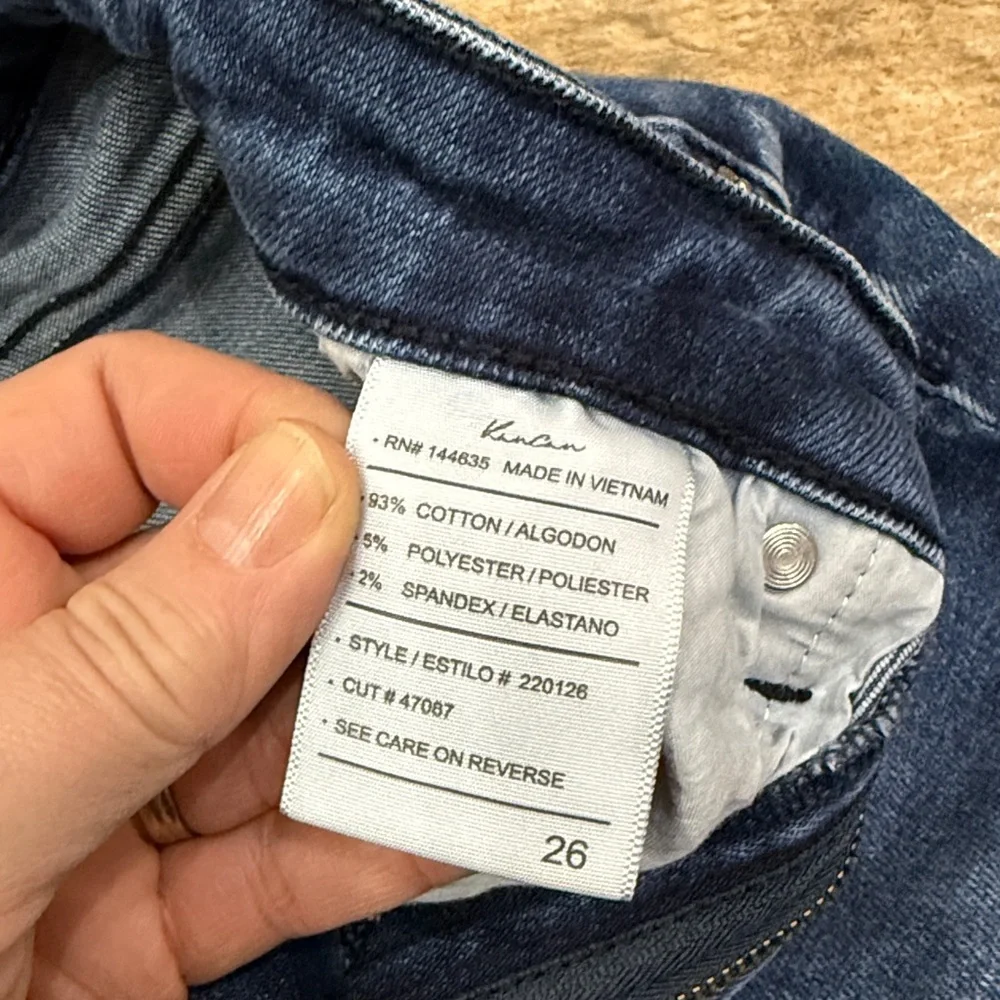 KanCan
· RN# 144635 MADE IN VIETNAM
· 93% COTTON / ALGODON
· 5% POLYESTER / POLIESTER
· 2% SPANDEX / ELASTANO
· STYLE / ESTILO # 220126
· CUT # 47067
· SEE CARE ON REVERSE
26